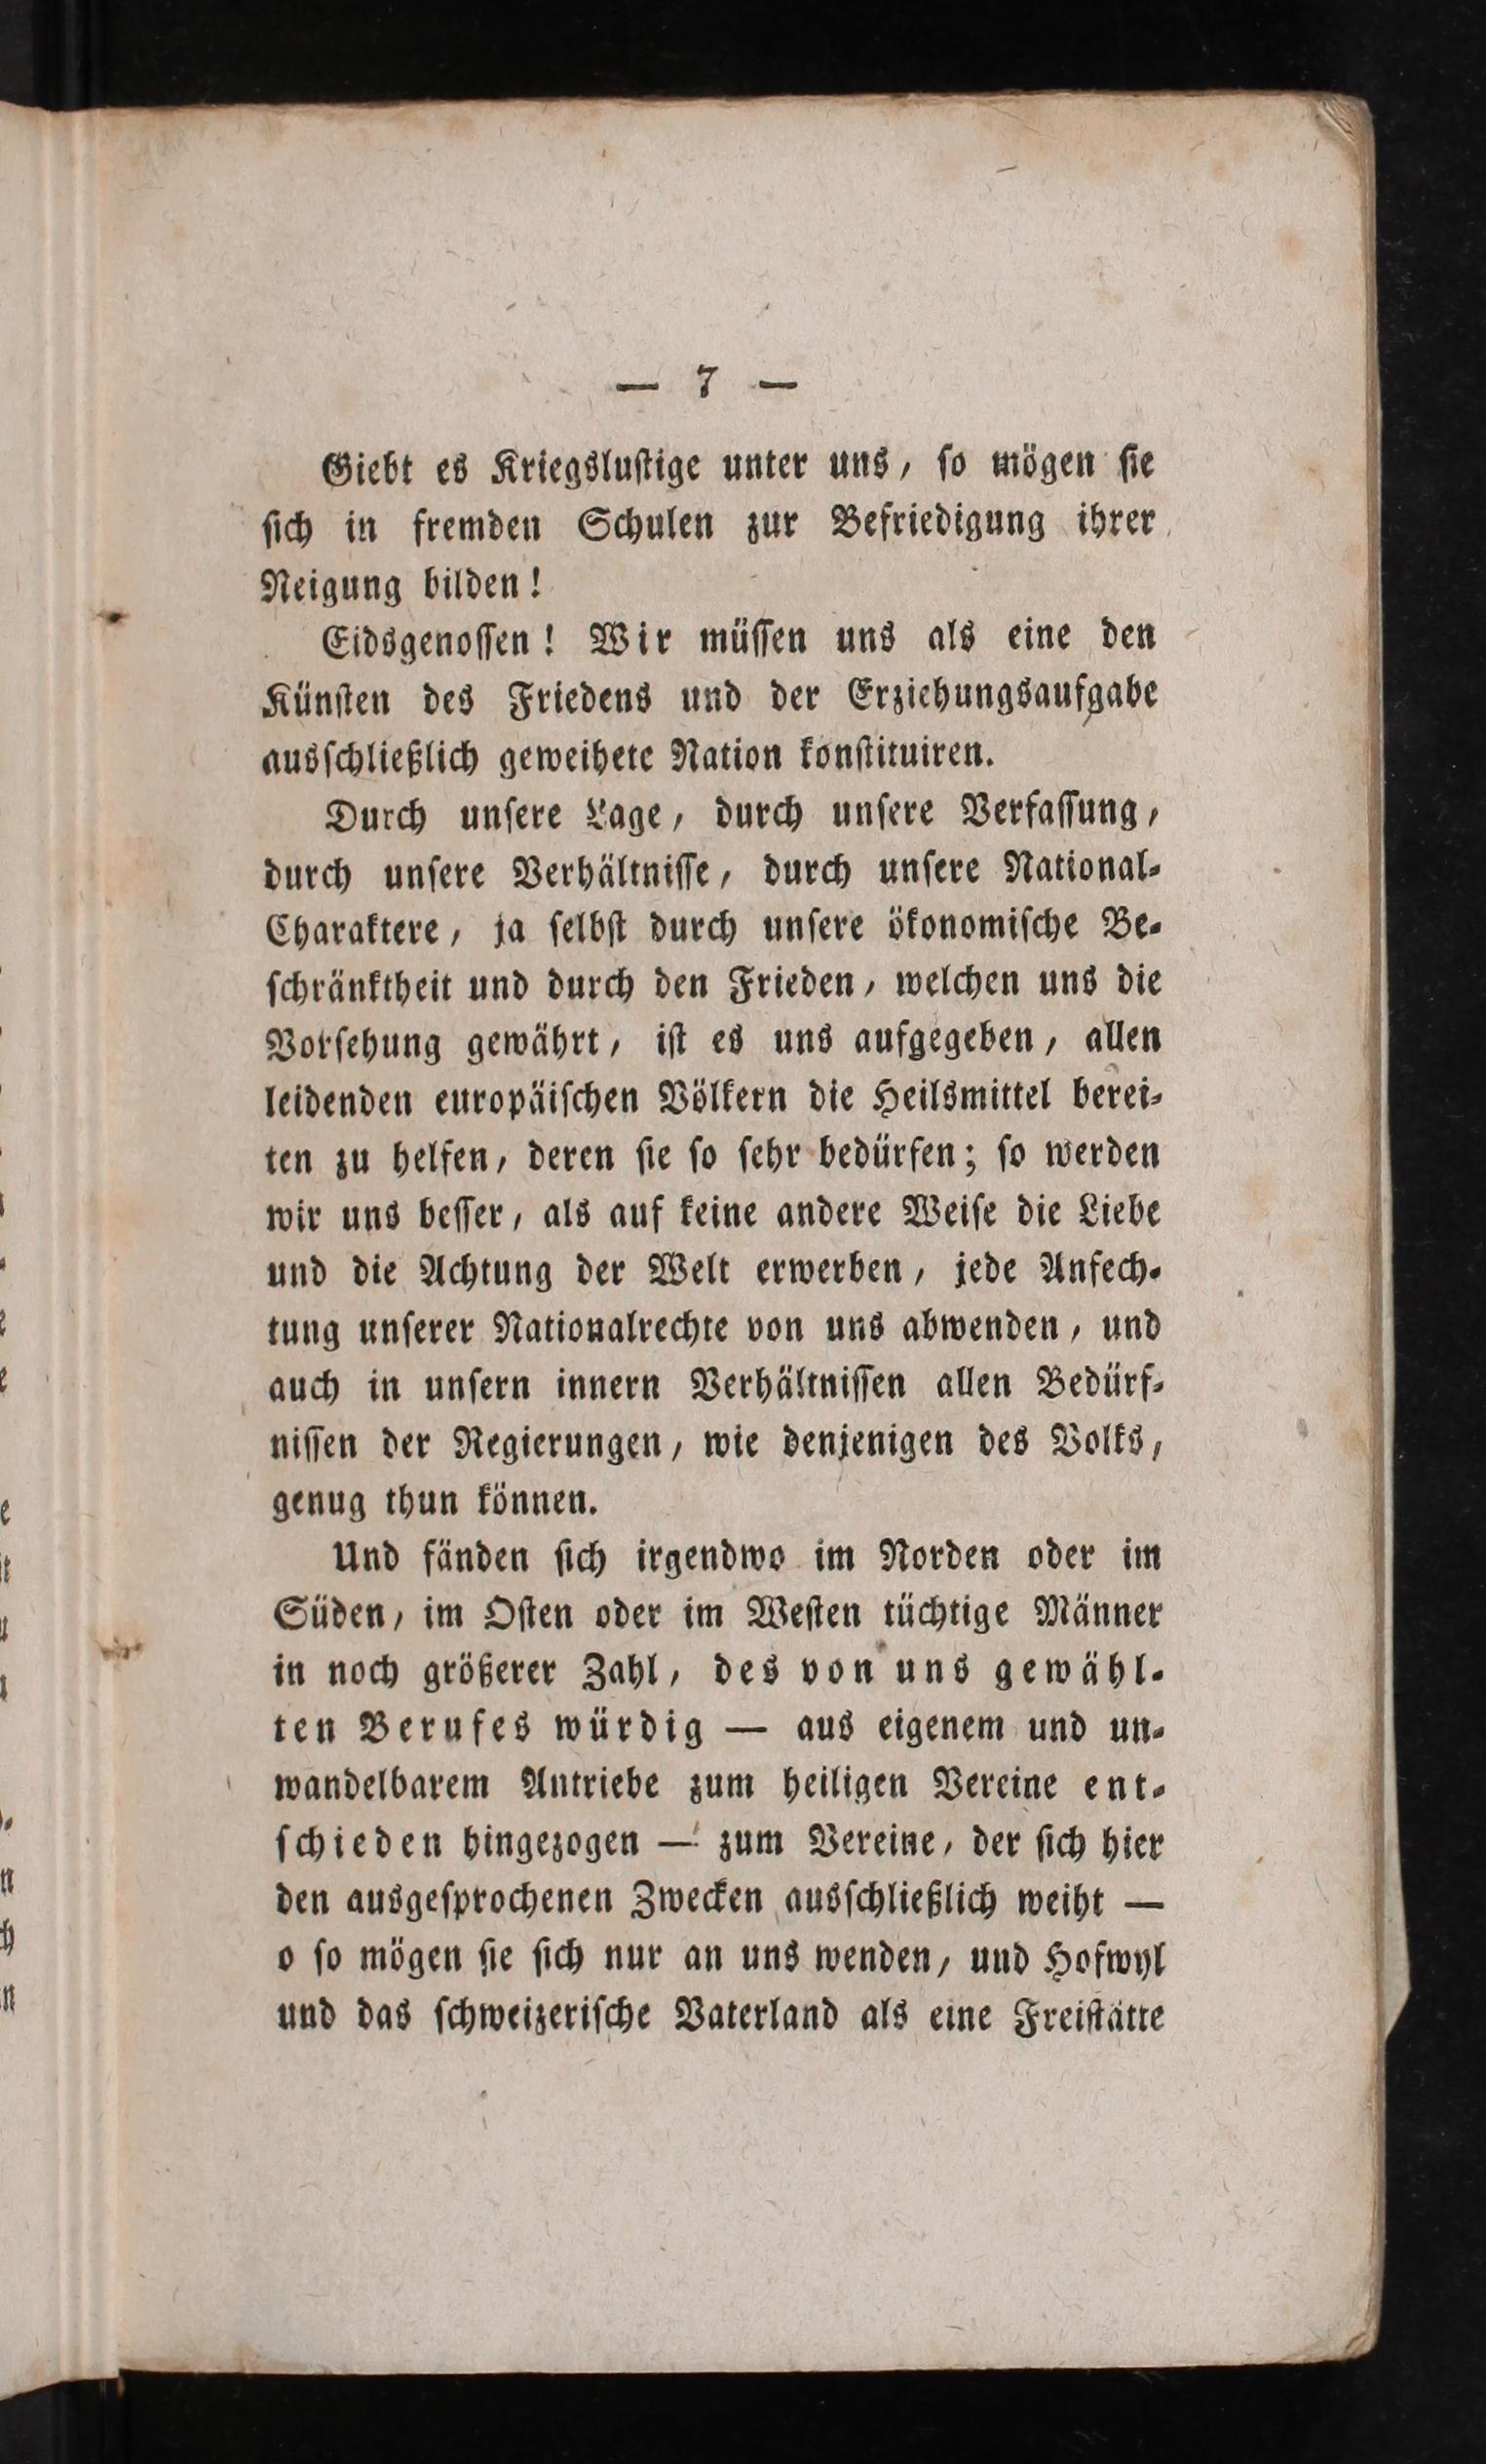 — 7 —
Giebt es Kriegslustige unter uns, so mögen sie
sich in fremden Schulen zur Befriedigung ihrer
Neigung bilden!
Eidsgenossen! Wir müssen uns als eine den
Künsten des Friedens und der Erziehungsaufgabe
ausschließlich geweihete Nation konstituiren.
Durch unsere Lage, durch unsere Verfassung,
durch unsere Verhältnisse, durch unsere National-
Charaktere, ja selbst durch unsere ökonomische Be-
schränktheit und durch den Frieden, welchen uns die
Vorsehung gewährt, ist es uns aufgegeben, allen
leidenden europäischen Völkern die Heilsmittel berei-
ten zu helfen, deren sie so sehr bedürfen; so werden
wir uns besser, als auf keine andere Weise die Liebe
und die Achtung der Welt erwerben, jede Anfech-
tung unserer Nationalrechte von uns abwenden, und
auch in unsern innern Verhältnissen allen Bedürf-
nissen der Regierungen, wie denjenigen des Volks,
genug thun können.
Und fänden sich irgendwo im Norden oder im
Süden, im Osten oder im Westen tüchtige Männer
in noch größerer Zahl, des von uns gewähl-
ten Berufes würdig — aus eigenem und un-
wandelbarem Antriebe zum heiligen Vereine ent-
schieden hingezogen — zum Vereine, der sich hier
den ausgesprochenen Zwecken ausschließlich weiht —
o so mögen sie sich nur an uns wenden, und Hofwyl
und das schweizerische Vaterland als eine Freistätte